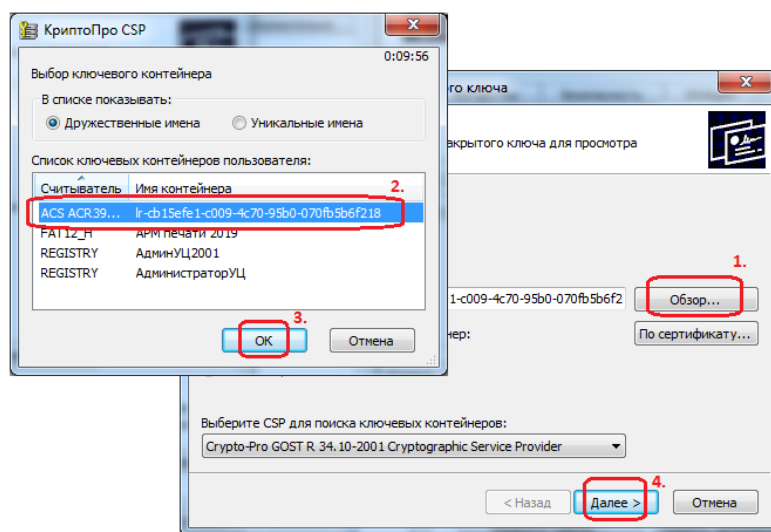 КриптоПро CSP
0:09:56
Выбор ключевого контейнера
В списке показывать:
Дружественные имена Уникальные имена
Список ключевых контейнеров пользователя:
Считыватель Имя контейнера
2.
ACS ACR39... lr-cb15efe1-c009-4c70-95b0-070fb5b6f218
FAT12_H АРМ печати 2019
REGISTRY АдминУЦ2001
REGISTRY АдминистраторУЦ
3.
ОК Отмена
ого ключа
акрытого ключа для просмотра
1.
1-c009-4c70-95b0-070fb5b6f2 Обзор...
нер: По сертификату...
Выберите CSP для поиска ключевых контейнеров:
Crypto-Pro GOST R 34.10-2001 Cryptographic Service Provider
4.
< Назад Далее > Отмена